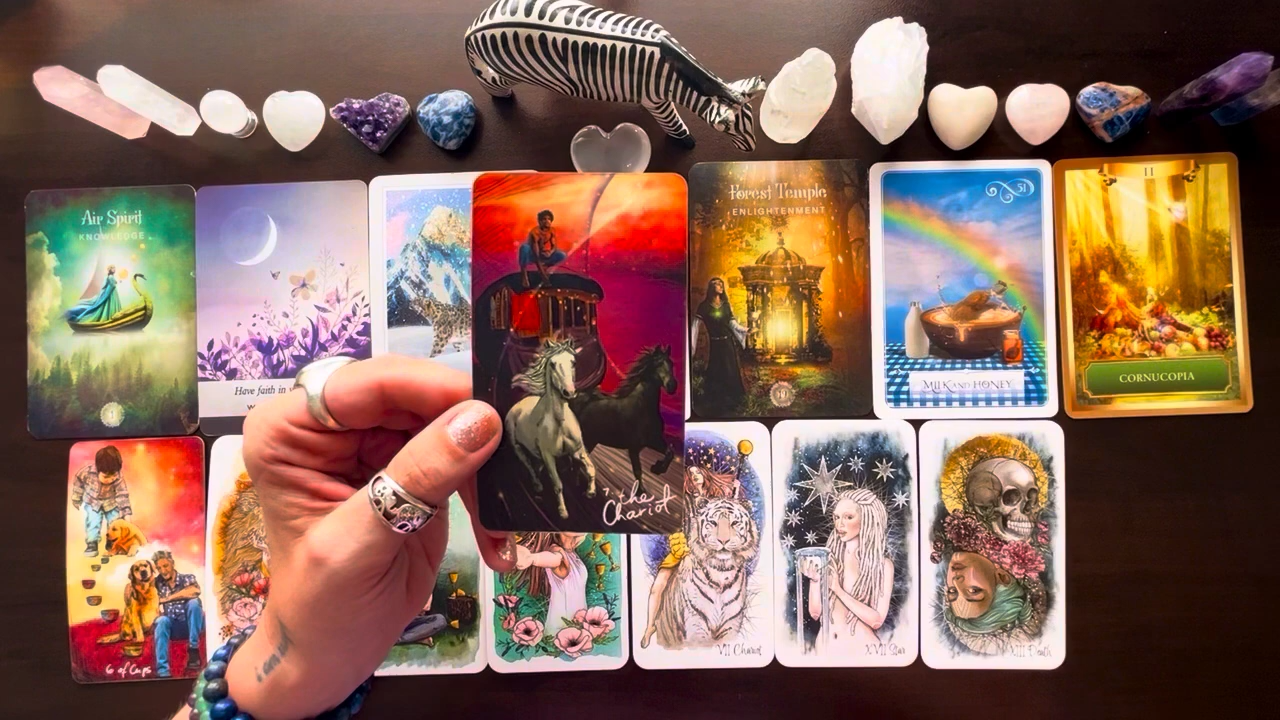 Air Spirit
KNOWLEDGE
Have faith in
7. the
Chariot
Forest Temple
ENLIGHTENMENT
51
MILK AND HONEY
II
CORNUCOPIA
6 of Cups
VII Chariot
XVII Star
XIII Death
i am